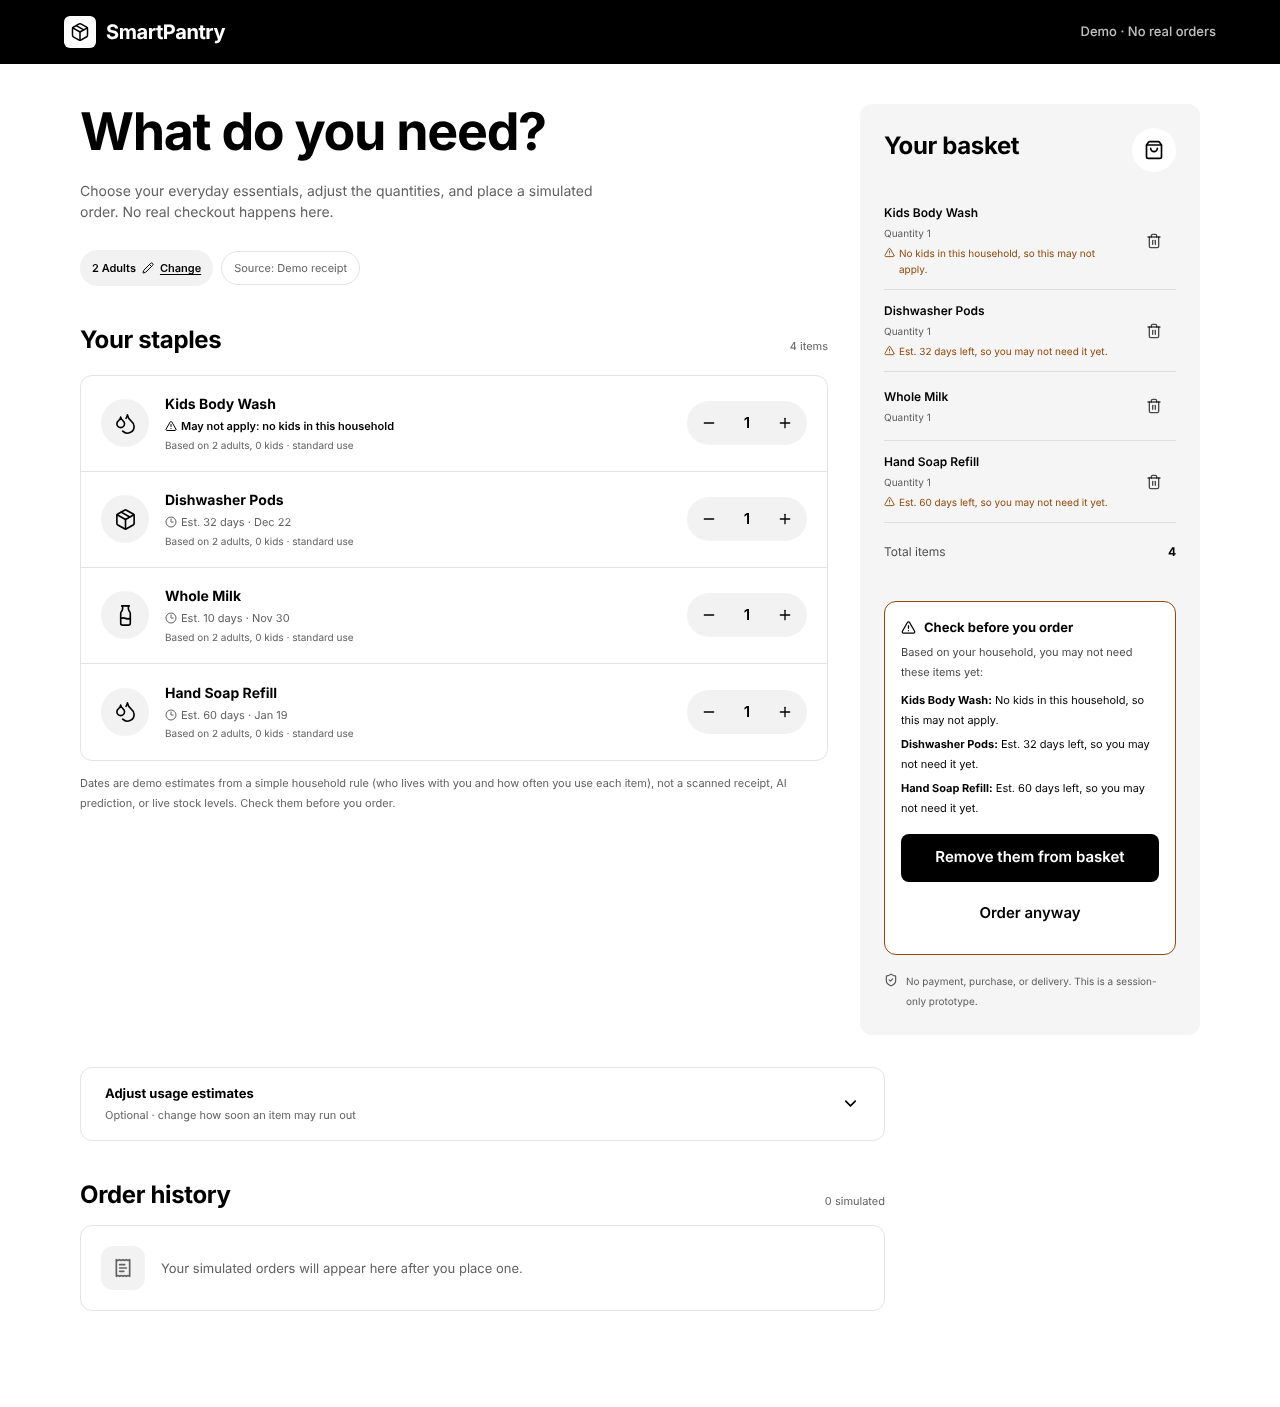 SmartPantry
Demo · No real orders
What do you need?
Choose your everyday essentials, adjust the quantities, and place a simulated
order. No real checkout happens here.
2 Adults Change
Source: Demo receipt
Your staples
4 items
Kids Body Wash
May not apply: no kids in this household
Based on 2 adults, 0 kids · standard use
1
Dishwasher Pods
Est. 32 days · Dec 22
Based on 2 adults, 0 kids · standard use
1
Whole Milk
Est. 10 days · Nov 30
Based on 2 adults, 0 kids · standard use
1
Hand Soap Refill
Est. 60 days · Jan 19
Based on 2 adults, 0 kids · standard use
1
Dates are demo estimates from a simple household rule (who lives with you and how often you use each item), not a scanned receipt, AI
prediction, or live stock levels. Check them before you order.
Your basket
Kids Body Wash
Quantity 1
No kids in this household, so this may not
apply.
Dishwasher Pods
Quantity 1
Est. 32 days left, so you may not need it yet.
Whole Milk
Quantity 1
Hand Soap Refill
Quantity 1
Est. 60 days left, so you may not need it yet.
Total items
4
Check before you order
Based on your household, you may not need
these items yet:
Kids Body Wash: No kids in this household, so
this may not apply.
Dishwasher Pods: Est. 32 days left, so you may
not need it yet.
Hand Soap Refill: Est. 60 days left, so you may
not need it yet.
Remove them from basket
Order anyway
No payment, purchase, or delivery. This is a session-
only prototype.
Adjust usage estimates
Optional · change how soon an item may run out
Order history
0 simulated
Your simulated orders will appear here after you place one.